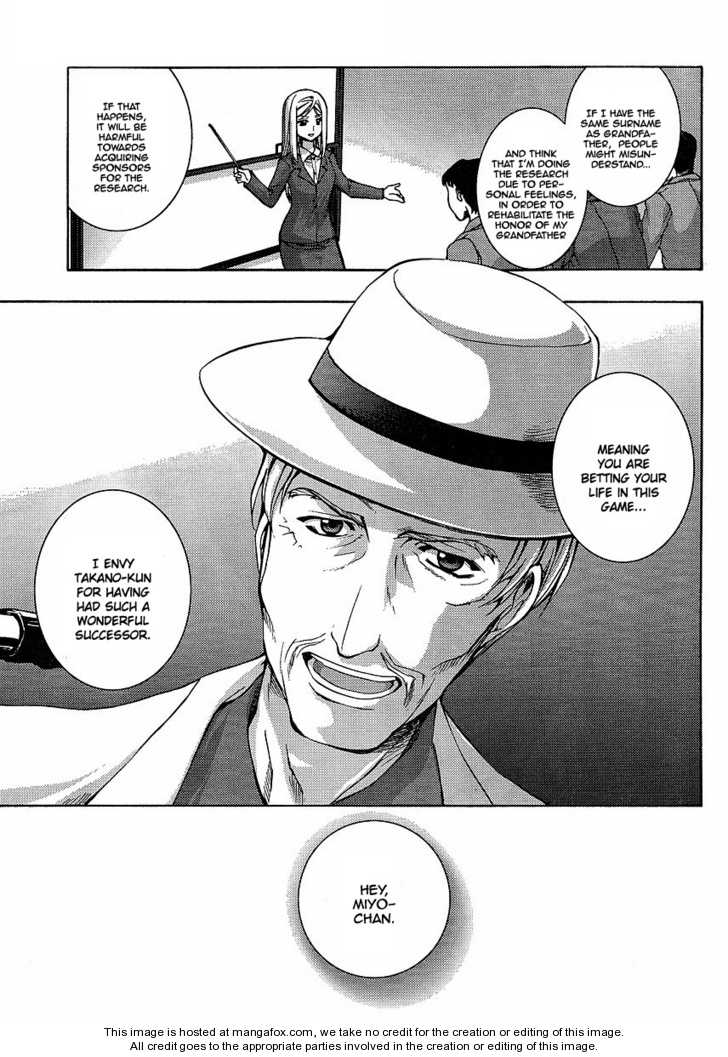 IF I HAVE THE
SAME SURNAME
AS GRANDFA-
THER, PEOPLE
MIGHT MISUN-
DERSTAND...
AND THINK
THAT I'M DOING
THE RESEARCH
DUE TO PER-
SONAL FEELINGS,
IN ORDER TO
REHABILITATE THE
HONOR OF MY
GRANDFATHER
IF THAT
HAPPENS,
IT WILL BE
HARMFUL
TOWARDS
ACQUIRING
SPONSORS
FOR THE
RESEARCH.
MEANING
YOU ARE
BETTING YOUR
LIFE IN THIS
GAME...
I ENVY
TAKANO-KUN
FOR HAVING
HAD SUCH A
WONDERFUL
SUCCESSOR.
HEY,
MIYO-
CHAN.
This image is hosted at mangafox.com, we take no credit for the creation or editing of this image.
All credit goes to the appropriate parties involved in the creation or editing of this image.